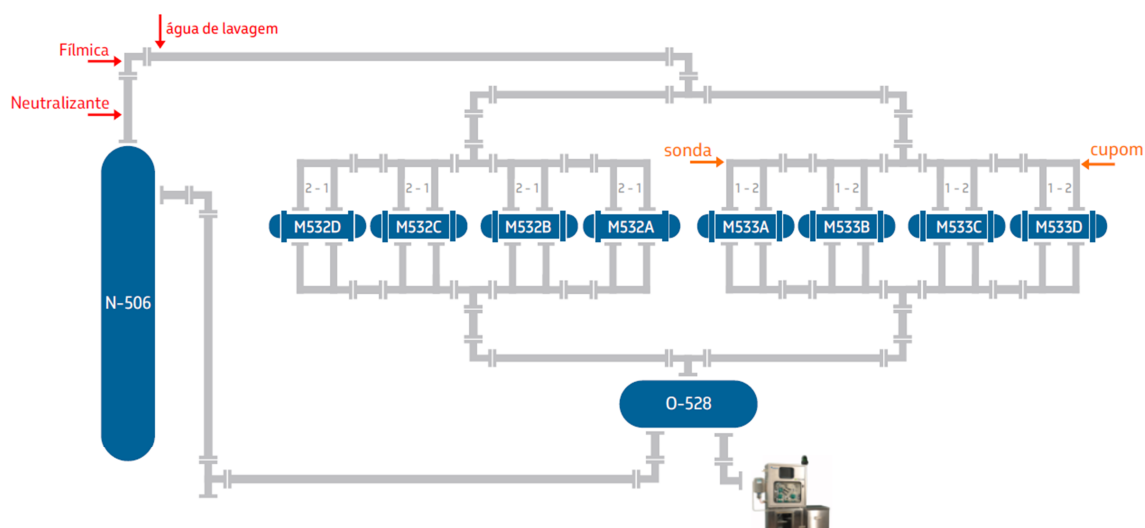 água de lavagem
Fílmica
Neutralizante
sonda
cupom
2 - 1
2 - 1
2 - 1
2 - 1
1 - 2
1 - 2
1 - 2
1 - 2
M532D
M532C
M532B
M532A
M533A
M533B
M533C
M533D
N-506
O-528